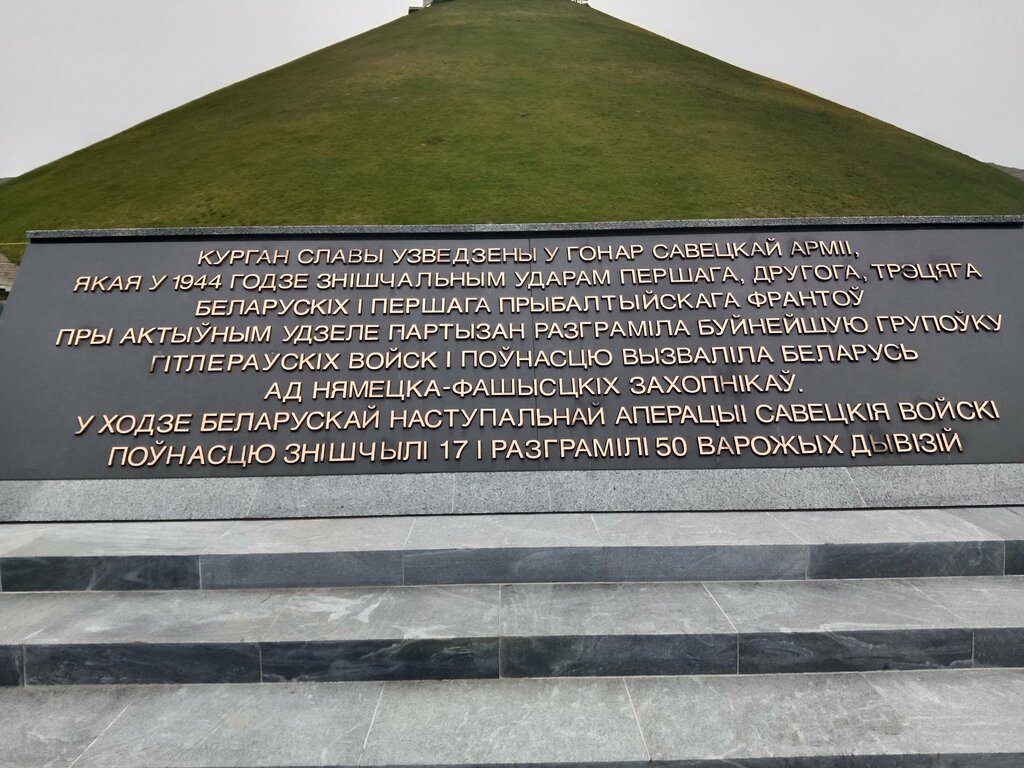 КУРГАН СЛАВЫ УЗВЕДЗЕНЫ У ГОНАР САВЕЦКАЙ АРМІІ,
ЯКАЯ У 1944 ГОДЗЕ ЗНІШЧАЛЬНЫМ УДАРАМ ПЕРШАГА, ДРУГОГА, ТРЭЦЯГА
БЕЛАРУСКІХ І ПЕРШАГА ПРЫБАЛТЫЙСКАГА ФРАНТОЎ
ПРЫ АКТЫЎНЫМ УДЗЕЛЕ ПАРТЫЗАН РАЗГРАМІЛА БУЙНЕЙШУЮ ГРУПОЎКУ
ГІТЛЕРАЎСКІХ ВОЙСК І ПОЎНАСЦЮ ВЫЗВАЛІЛА БЕЛАРУСЬ
АД НЯМЕЦКА-ФАШЫСЦКІХ ЗАХОПНІКАЎ.
У ХОДЗЕ БЕЛАРУСКАЙ НАСТУПАЛЬНАЙ АПЕРАЦЫІ САВЕЦКІЯ ВОЙСКІ
ПОЎНАСЦЮ ЗНІШЧЫЛІ 17 І РАЗГРАМІЛІ 50 ВАРОЖЫХ ДЫВІЗІЙ